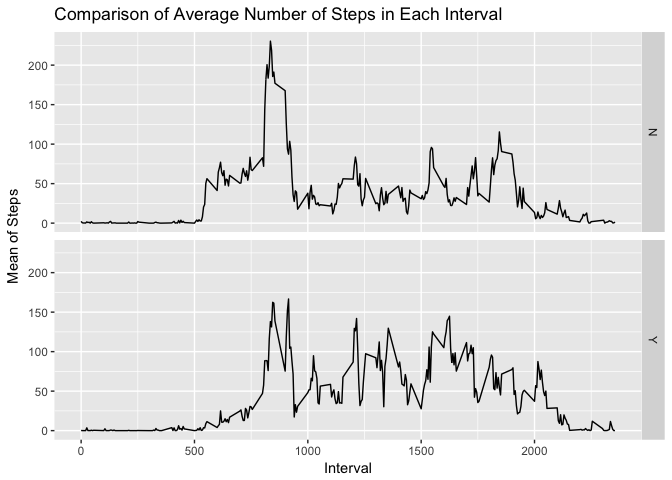 Comparison of Average Number of Steps in Each Interval
200
150
100
50
0
N
200
150
100
50
0
Y
Mean of Steps
0 500 1000 1500 2000
Interval